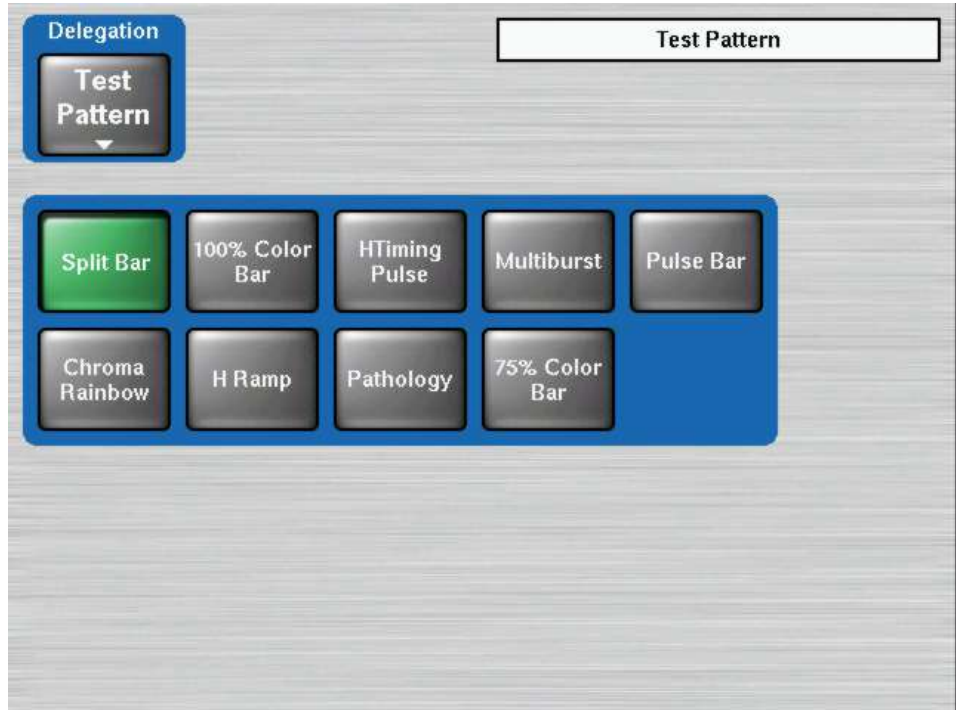 Delegation
Test Pattern
Test
Pattern
Split Bar
100% Color
Bar
HTiming
Pulse
Multiburst
Pulse Bar
Chroma
Rainbow
H Ramp
Pathology
75% Color
Bar